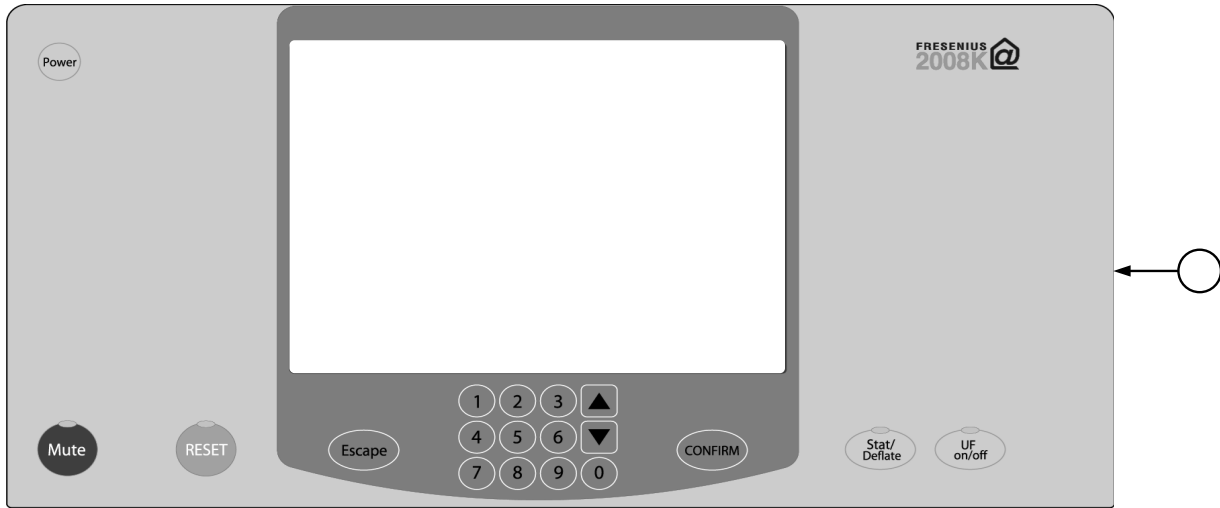 Power
FRESENIUS
2008K@
1 2 3
4 5 6
7 8 9 0
Mute
RESET
Escape
CONFIRM
Stat/
Deflate
UF
on/off